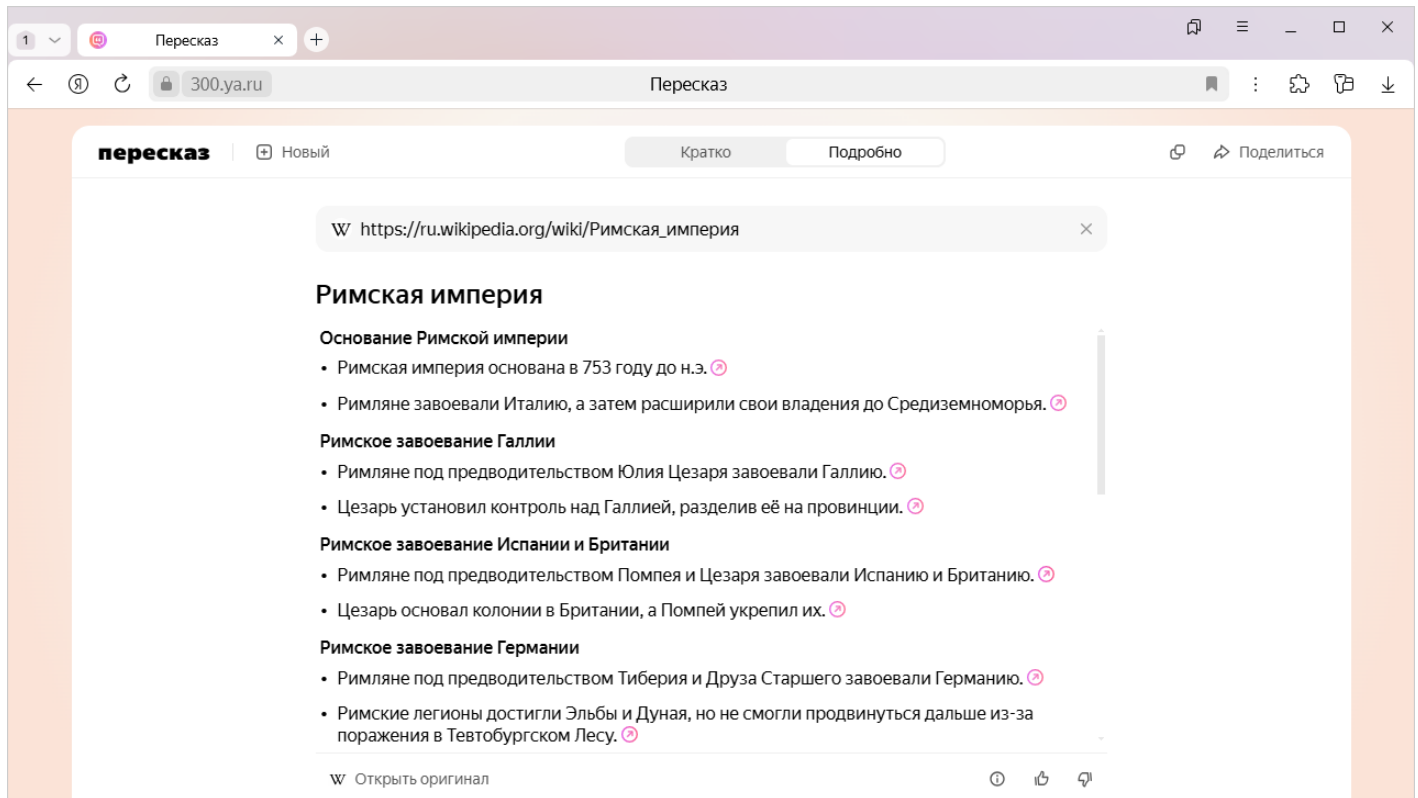 1
Пересказ
300.ya.ru
Пересказ
пересказ
Новый
Кратко
Подробно
Поделиться
W https://ru.wikipedia.org/wiki/Римская_империя
Римская империя
Основание Римской империи
• Римская империя основана в 753 году до н.э.
• Римляне завоевали Италию, а затем расширили свои владения до Средиземноморья.
Римское завоевание Галлии
• Римляне под предводительством Юлия Цезаря завоевали Галлию.
• Цезарь установил контроль над Галлией, разделив её на провинции.
Римское завоевание Испании и Британии
• Римляне под предводительством Помпея и Цезаря завоевали Испанию и Британию.
• Цезарь основал колонии в Британии, а Помпей укрепил их.
Римское завоевание Германии
• Римляне под предводительством Тиберия и Друза Старшего завоевали Германию.
• Римские легионы достигли Эльбы и Дуная, но не смогли продвинуться дальше из-за
поражения в Тевтобургском Лесу.
W Открыть оригинал